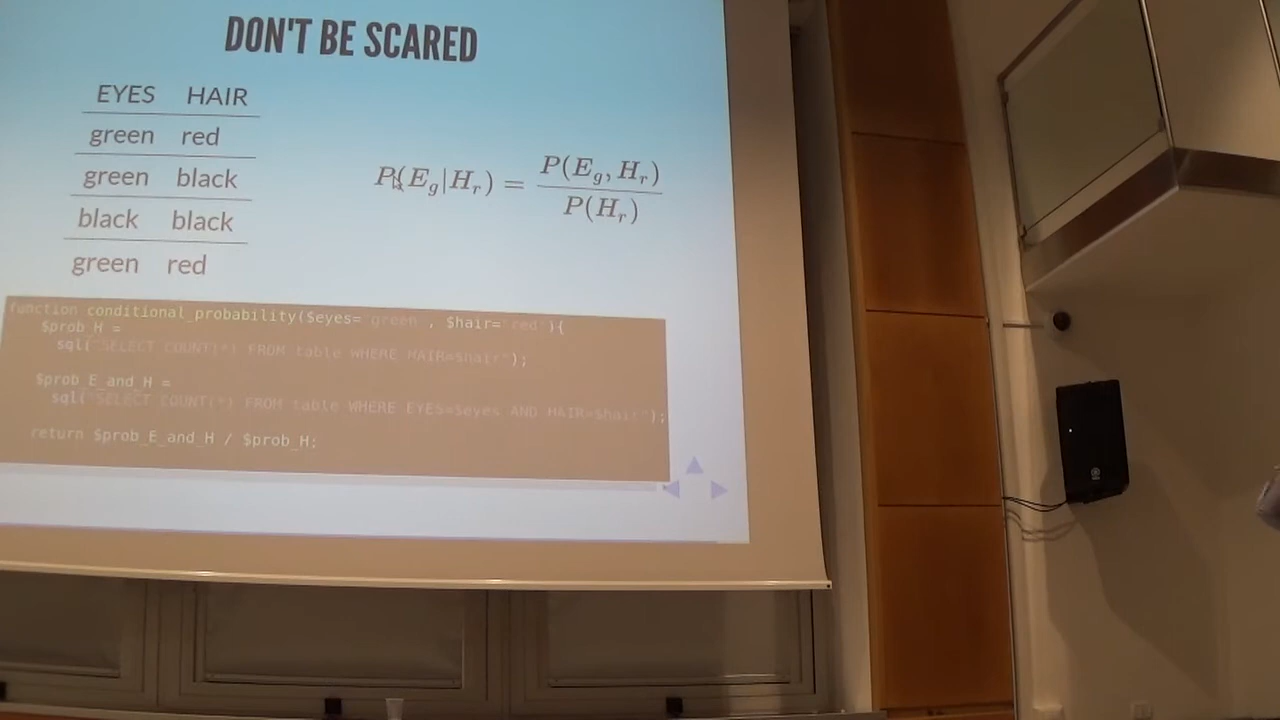 DON'T BE SCARED
EYES HAIR
green red
green black
black black
green red
P(E_g|H_r) = P(E_g, H_r) / P(H_r)
function conditional_probability($eyes="green", $hair="red"){
$prob_H =
sql("SELECT COUNT(*) FROM table WHERE HAIR=$hair");
$prob_E_and_H =
sql("SELECT COUNT(*) FROM table WHERE EYES=$eyes AND HAIR=$hair");
return $prob_E_and_H / $prob_H;